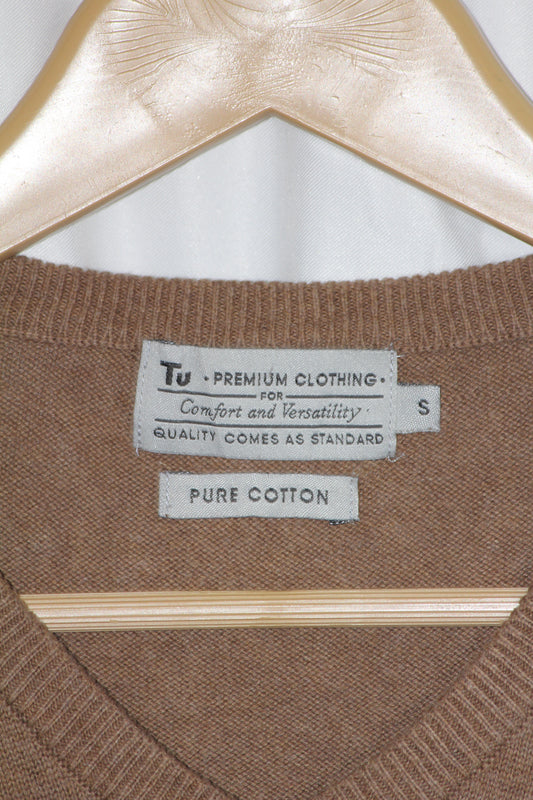 Tu • PREMIUM CLOTHING •
FOR
Comfort and Versatility
QUALITY COMES AS STANDARD
S
PURE COTTON